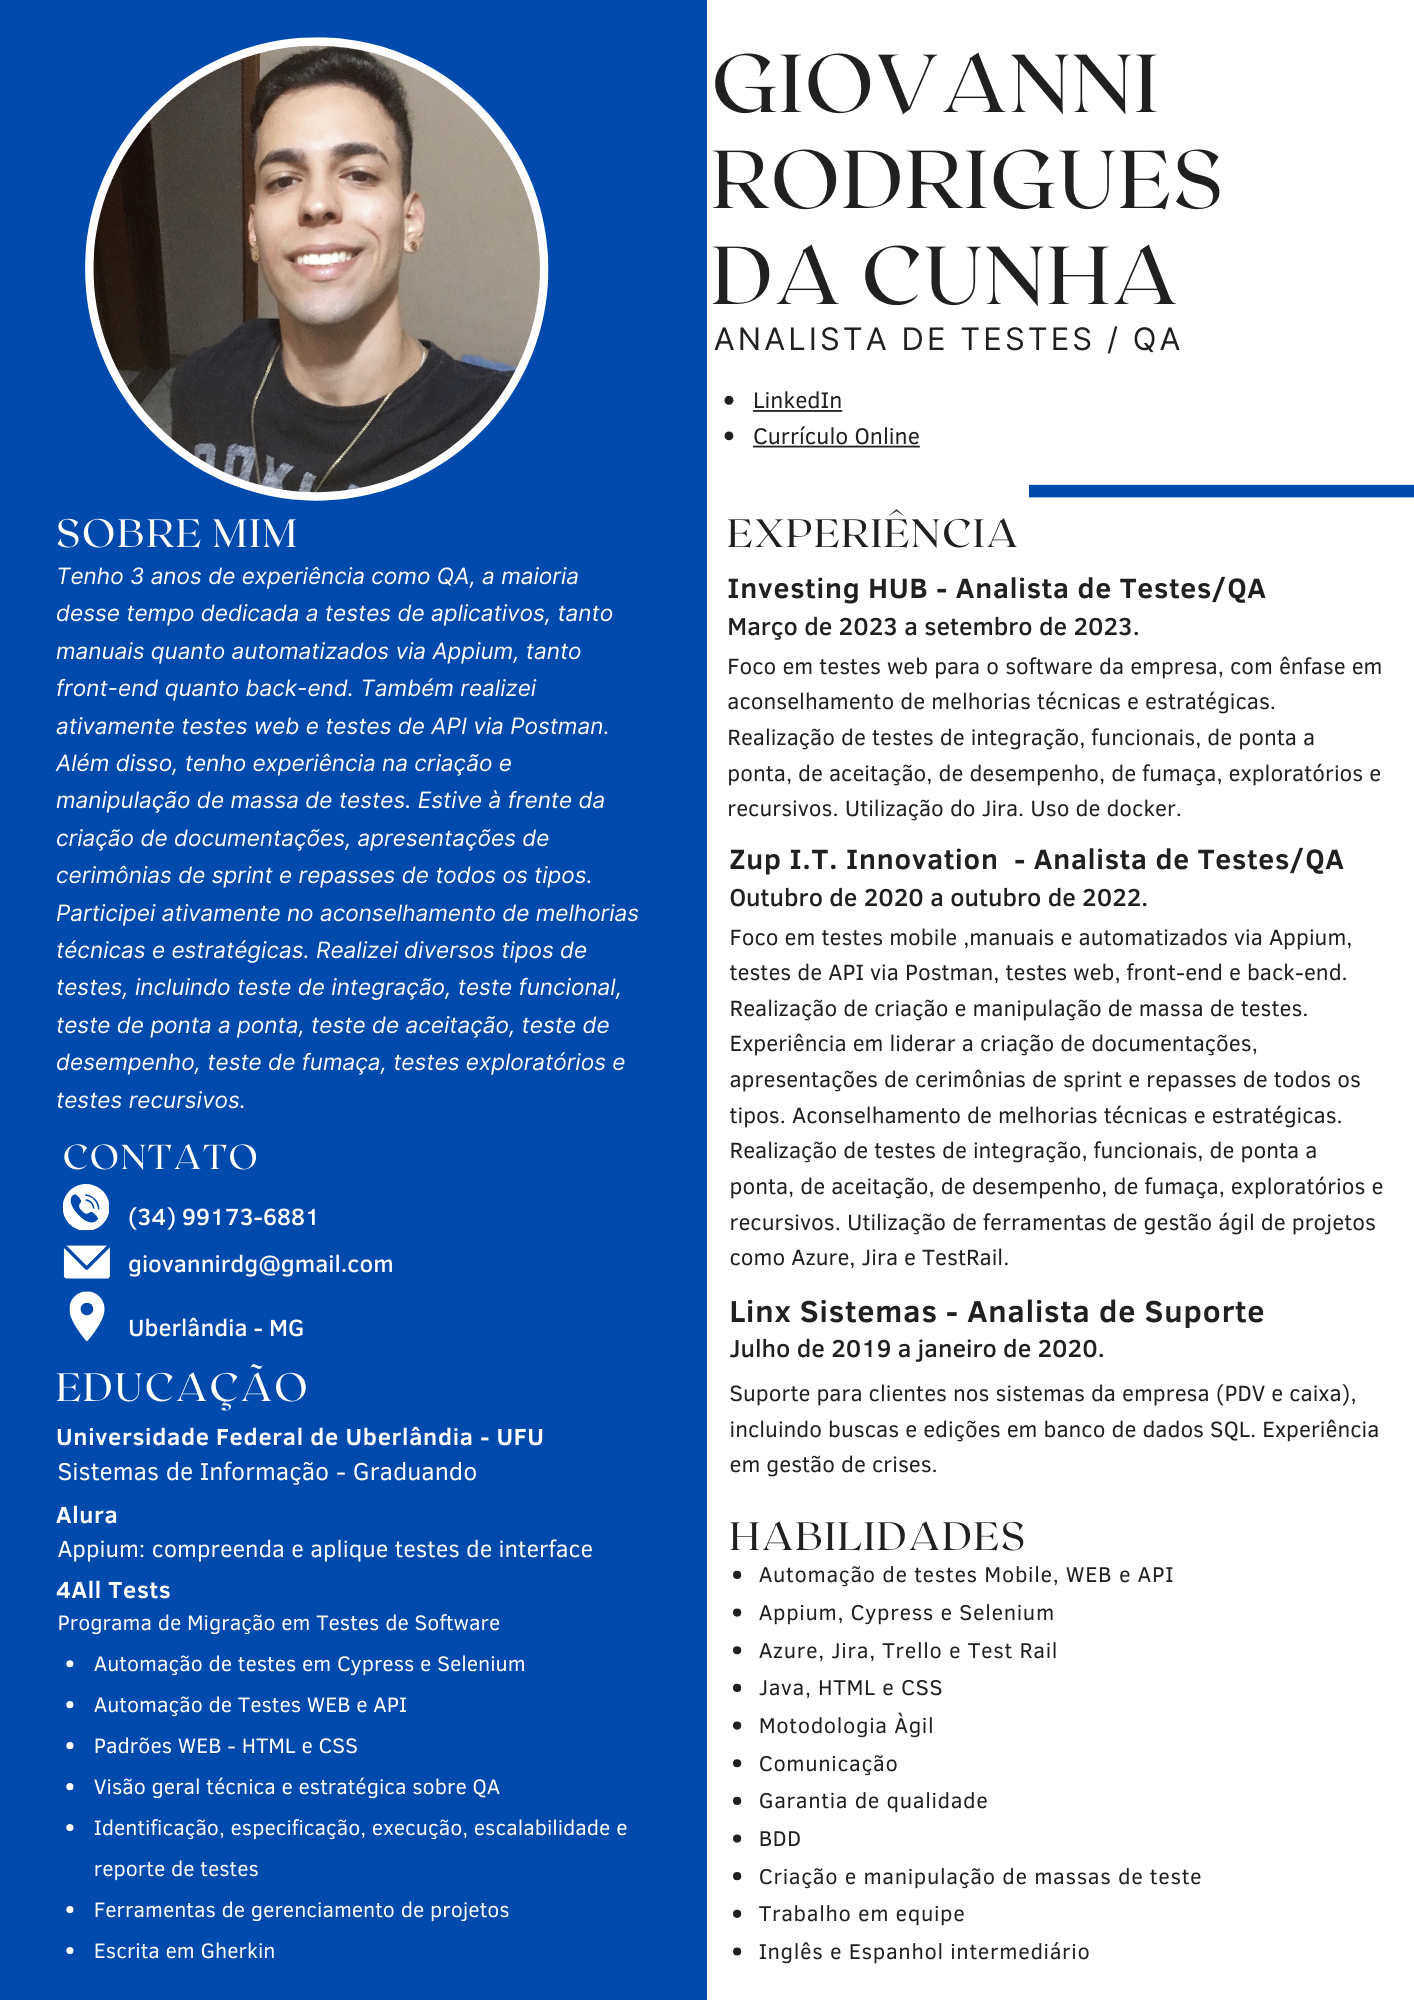 GIOVANNI
RODRIGUES
DA CUNHA
ANALISTA DE TESTES / QA
LinkedIn
Currículo Online
SOBRE MIM
Tenho 3 anos de experiência como QA, a maioria
desse tempo dedicada a testes de aplicativos, tanto
manuais quanto automatizados via Appium, tanto
front-end quanto back-end. Também realizei
ativamente testes web e testes de API via Postman.
Além disso, tenho experiência na criação e
manipulação de massa de testes. Estive à frente da
criação de documentações, apresentações de
cerimônias de sprint e repasses de todos os tipos.
Participei ativamente no aconselhamento de melhorias
técnicas e estratégicas. Realizei diversos tipos de
testes, incluindo teste de integração, teste funcional,
teste de ponta a ponta, teste de aceitação, teste de
desempenho, teste de fumaça, testes exploratórios e
testes recursivos.
CONTATO
(34) 99173-6881
giovannirdg@gmail.com
Uberlândia - MG
EDUCAÇÃO
Universidade Federal de Uberlândia - UFU
Sistemas de Informação - Graduando
Alura
Appium: compreenda e aplique testes de interface
4All Tests
Programa de Migração em Testes de Software
• Automação de testes em Cypress e Selenium
• Automação de Testes WEB e API
• Padrões WEB - HTML e CSS
• Visão geral técnica e estratégica sobre QA
• Identificação, especificação, execução, escalabilidade e
reporte de testes
• Ferramentas de gerenciamento de projetos
• Escrita em Gherkin
EXPERIÊNCIA
Investing HUB - Analista de Testes/QA
Março de 2023 a setembro de 2023.
Foco em testes web para o software da empresa, com ênfase em
aconselhamento de melhorias técnicas e estratégicas.
Realização de testes de integração, funcionais, de ponta a
ponta, de aceitação, de desempenho, de fumaça, exploratórios e
recursivos. Utilização do Jira. Uso de docker.
Zup I.T. Innovation - Analista de Testes/QA
Outubro de 2020 a outubro de 2022.
Foco em testes mobile ,manuais e automatizados via Appium,
testes de API via Postman, testes web, front-end e back-end.
Realização de criação e manipulação de massa de testes.
Experiência em liderar a criação de documentações,
apresentações de cerimônias de sprint e repasses de todos os
tipos. Aconselhamento de melhorias técnicas e estratégicas.
Realização de testes de integração, funcionais, de ponta a
ponta, de aceitação, de desempenho, de fumaça, exploratórios e
recursivos. Utilização de ferramentas de gestão ágil de projetos
como Azure, Jira e TestRail.
Linx Sistemas - Analista de Suporte
Julho de 2019 a janeiro de 2020.
Suporte para clientes nos sistemas da empresa (PDV e caixa),
incluindo buscas e edições em banco de dados SQL. Experiência
em gestão de crises.
HABILIDADES
• Automação de testes Mobile, WEB e API
• Appium, Cypress e Selenium
• Azure, Jira, Trello e Test Rail
• Java, HTML e CSS
• Motodologia Àgil
• Comunicação
• Garantia de qualidade
• BDD
• Criação e manipulação de massas de teste
• Trabalho em equipe
• Inglês e Espanhol intermediário